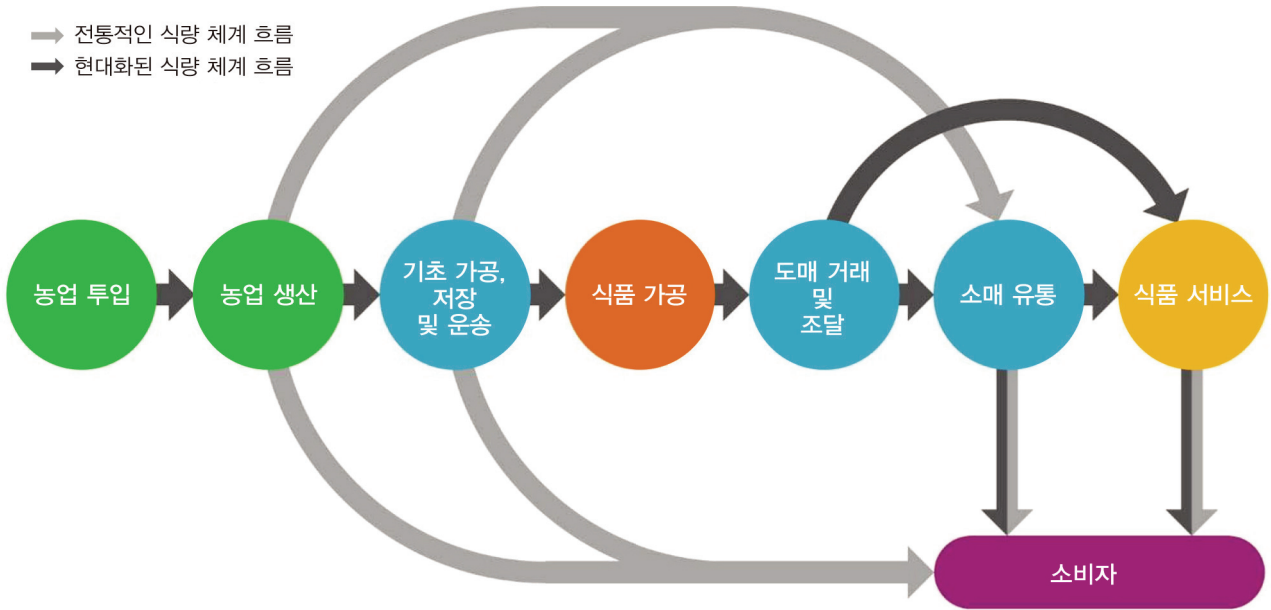 전통적인 식량 체계 흐름
현대화된 식량 체계 흐름
농업 투입
농업 생산
기초 가공,
저장
및 운송
식품 가공
도매 거래
및
조달
소매 유통
식품 서비스
소비자